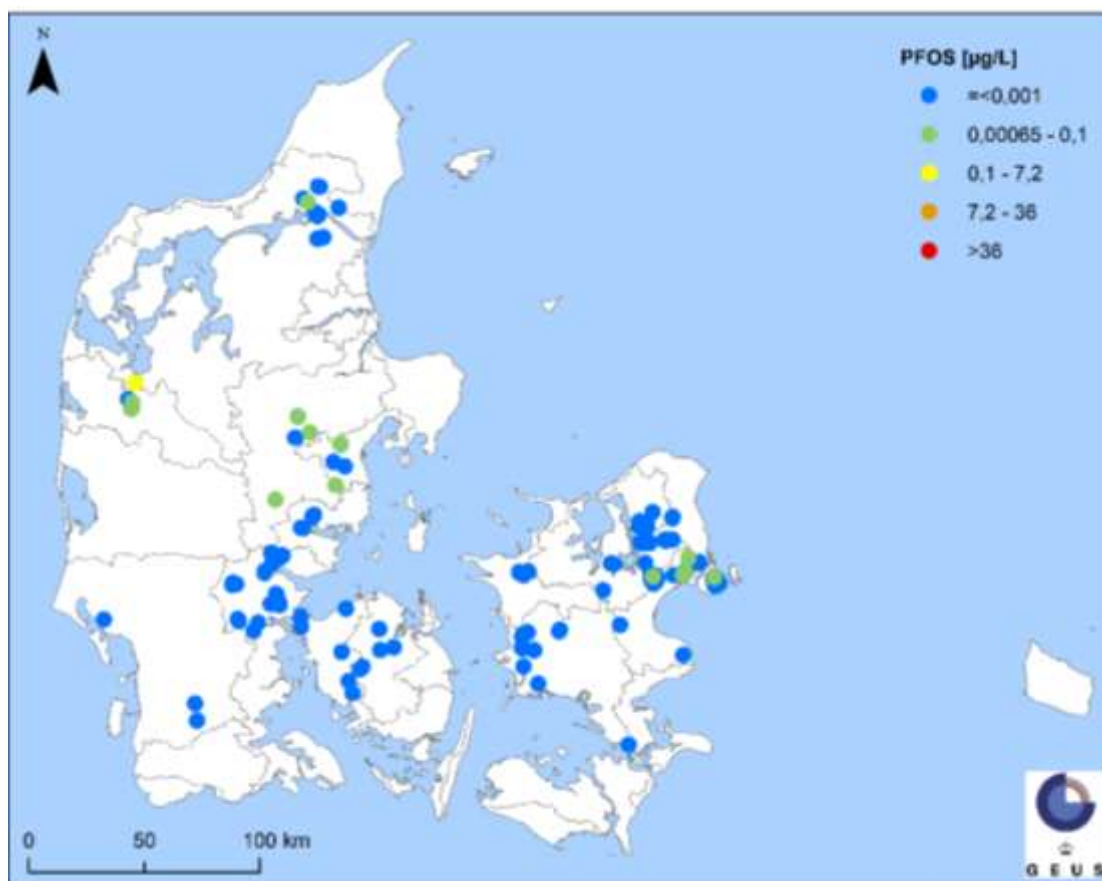 N
PFOS [µg/L]
=<0,001
0,00065 - 0,1
0,1 - 7,2
7,2 - 36
>36
0 50 100 km
G E U S